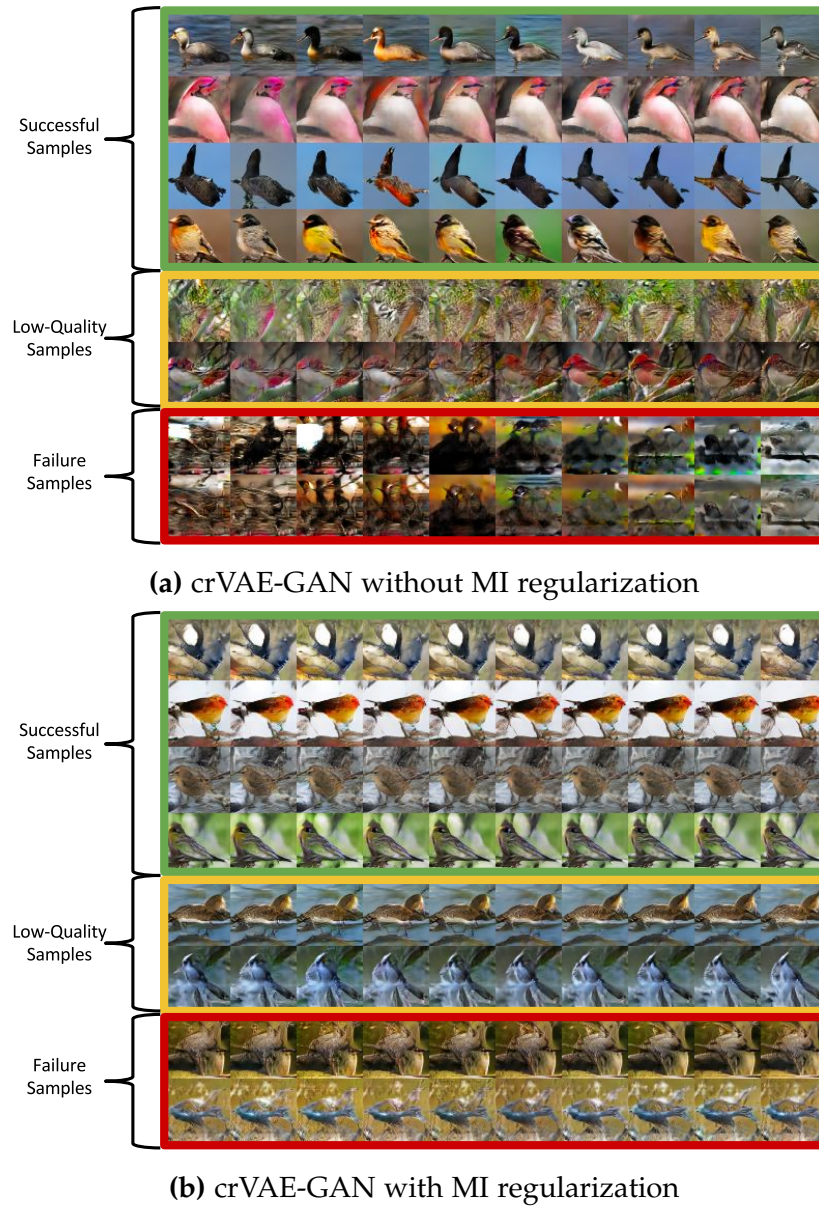 Successful
Samples
Low-Quality
Samples
Failure
Samples
(a) crVAE-GAN without MI regularization
Successful
Samples
Low-Quality
Samples
Failure
Samples
(b) crVAE-GAN with MI regularization